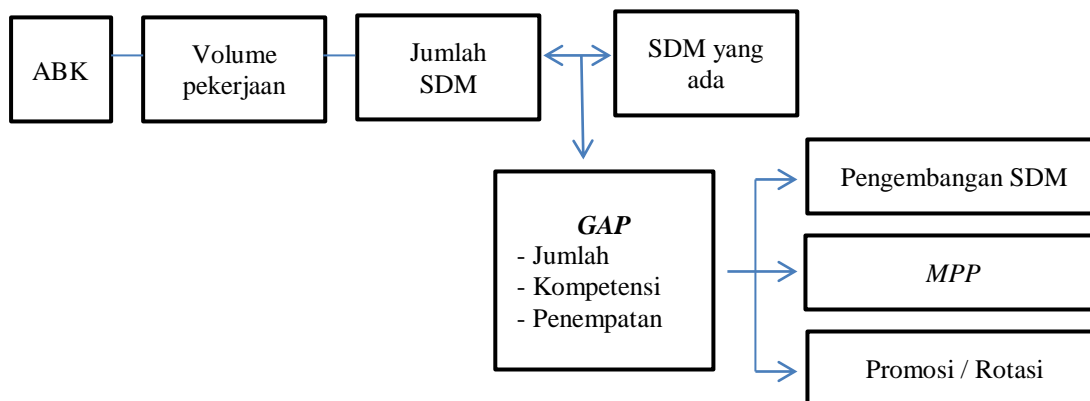 ABK
Volume
pekerjaan
Jumlah
SDM
SDM yang
ada
GAP
- Jumlah
- Kompetensi
- Penempatan
Pengembangan SDM
MPP
Promosi / Rotasi